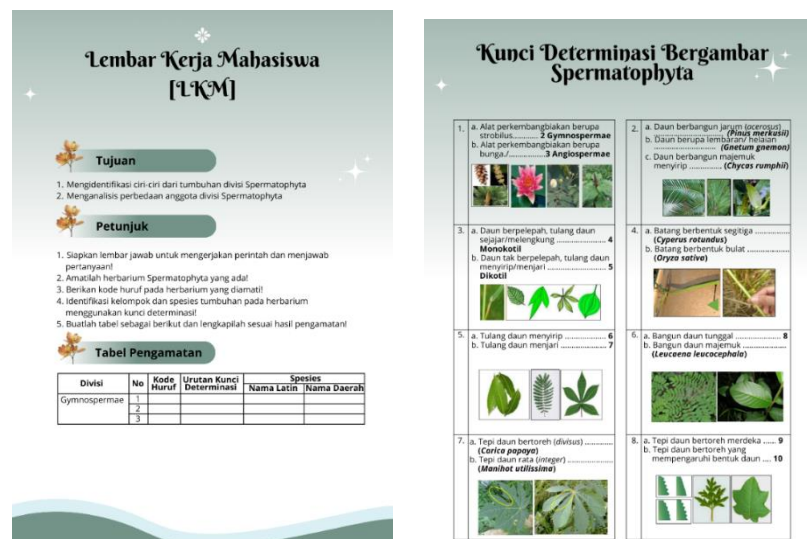 Lembar Kerja Mahasiswa
[LKM]
Tujuan
1. Mengidentifikasi ciri-ciri dari tumbuhan divisi Spermatophyta
2. Menganalisis perbedaan anggota divisi Spermatophyta
Petunjuk
1. Siapkan lembar jawab untuk mengerjakan perintah dan menjawab
pertanyaan!
2. Amatilah herbarium Spermatophyta yang ada!
3. Berikan kode huruf pada herbarium yang diamati!
4. Identifikasi kelompok dan spesies tumbuhan pada herbarium
menggunakan kunci determinasi!
5. Buatlah tabel sebagai berikut dan lengkapilah sesuai hasil pengamatan!
Tabel Pengamatan
Divisi No Kode Huruf Urutan Kunci Determinasi Spesies
Nama Latin Nama Daerah
Gymnospermae 1
2
3
Kunci Determinasi Bergambar
Spermatophyta
1. a. Alat perkembangbiakan berupa
strobilus............ 2 Gymnospermae
b. Alat perkembangbiakan berupa
bunga./.................3 Angiospermae
2. a. Daun berbangun jarum (acerosus)
........................ (Pinus merkusii)
b. Daun berupa lembaran/ helaian
........................ (Gnetum gnemon)
c. Daun berbangun majemuk
menyirip ................ (Chycas rumphii)
3. a. Daun berpelepah, tulang daun
sejajar/melengkung .................. 4
Monokotil
b. Daun tak berpelepah, tulang daun
menyirip/menjari ........................ 5
Dikotil
4. a. Batang berbentuk segitiga ................
(Cyperus rotundus)
b. Batang berbentuk bulat ....................
(Oryza sativa)
5. a. Tulang daun menyirip .................. 6
b. Tulang daun menjari .................... 7
6. a. Bangun daun tunggal .................... 8
b. Bangun daun majemuk ....................
(Leucaena leucocephala)
7. a. Tepi daun bertoreh (divisus) .............
(Carica papaya)
b. Tepi daun rata (integer) ....................
(Manihot utilissima)
8. a. Tepi daun bertoreh merdeka ...... 9
b. Tepi daun bertoreh yang
mempengaruhi bentuk daun .... 10